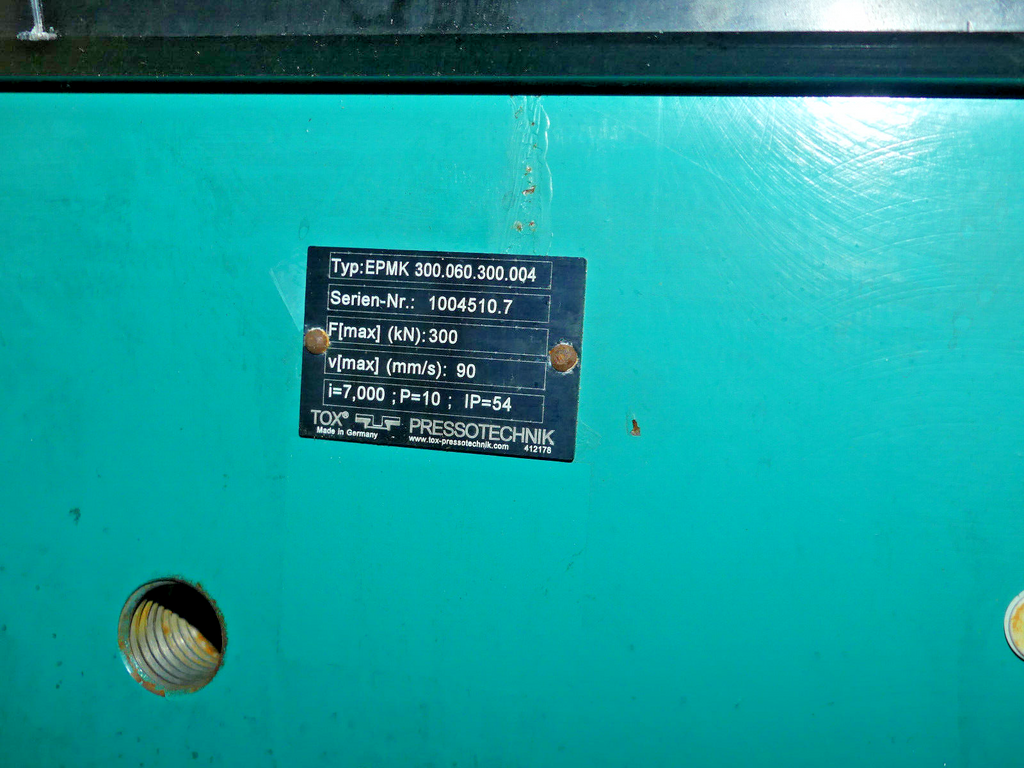 Typ:EPMK 300.060.300.004
Serien-Nr.: 1004510.7
F[max] (kN):300
v[max] (mm/s): 90
i=7,000 ;P=10 ; IP=54
TOX® PRESSOTECHNIK
Made in Germany www.tox-pressotechnik.com 412178